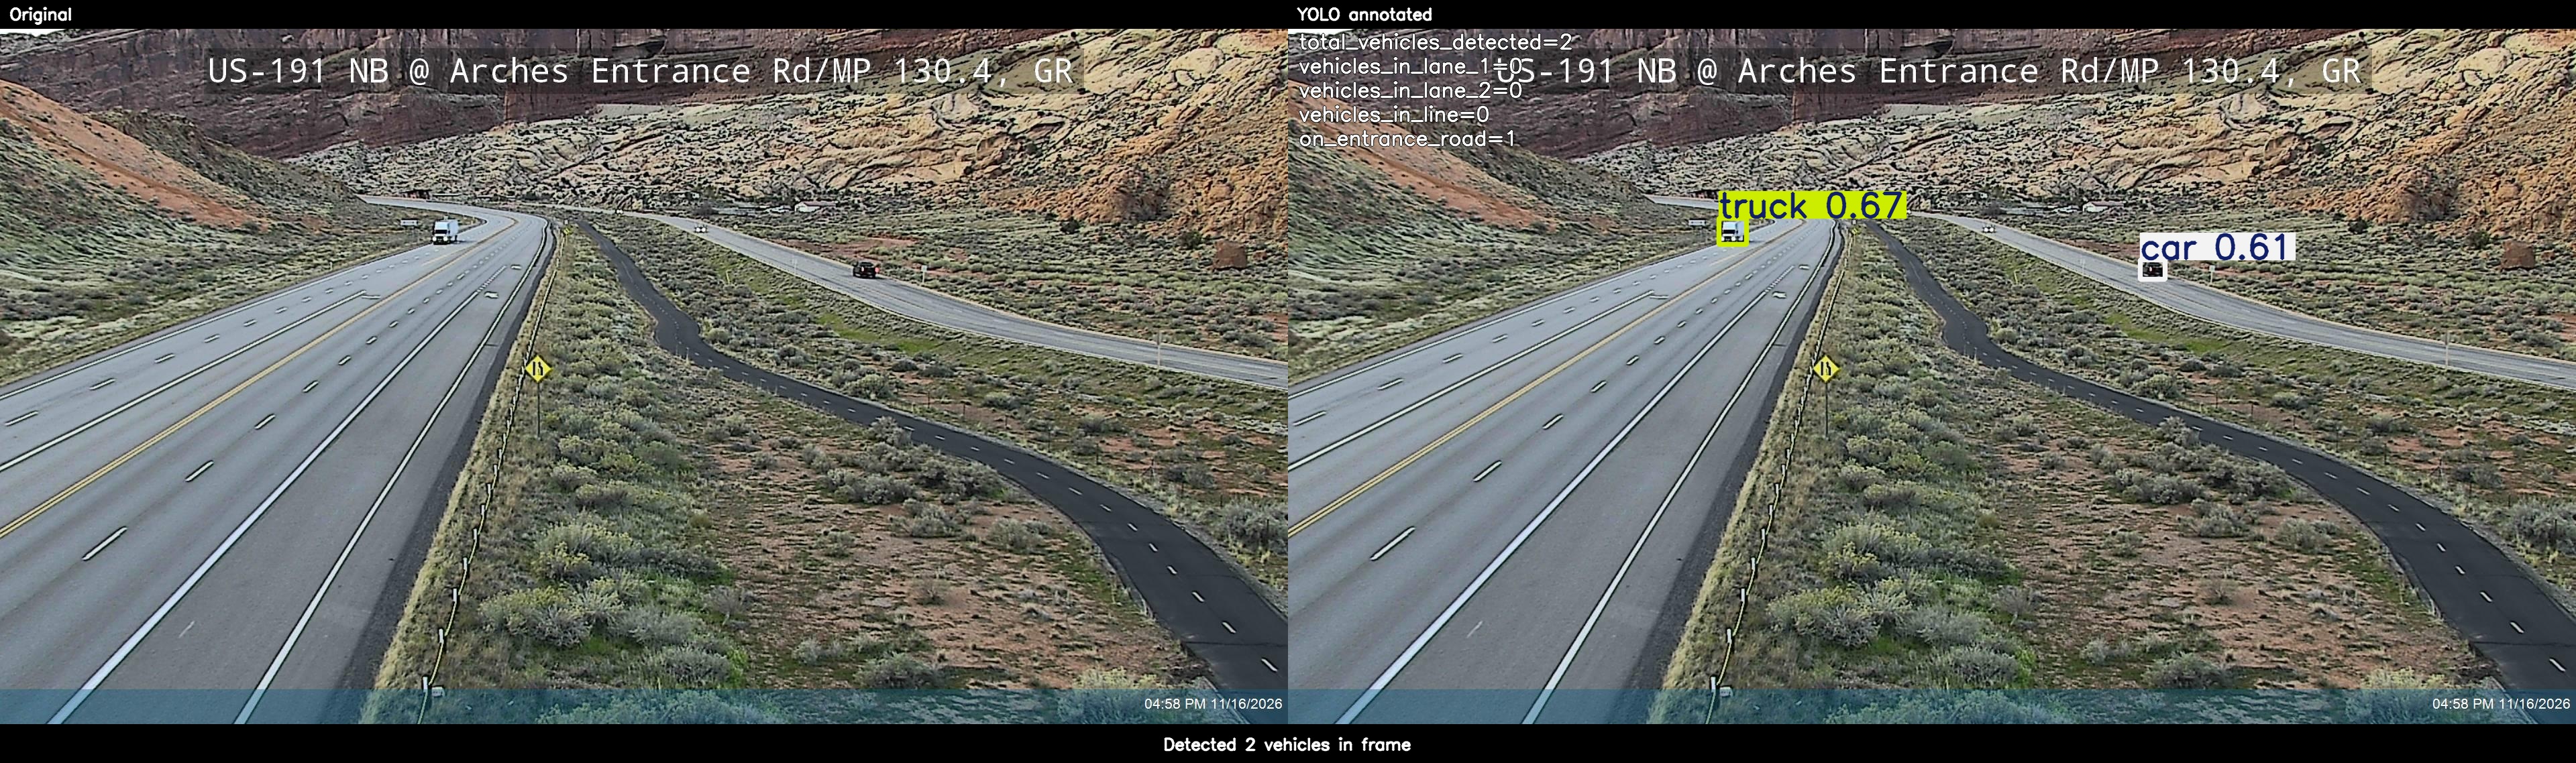 Original
US-191 NB @ Arches Entrance Rd/MP 130.4, GR
04:58 PM 11/16/2026
YOLO annotated
total_vehicles_detected=2
vehicles_in_lane_1=0
US-191 NB @ Arches Entrance Rd/MP 130.4, GR
vehicles_in_lane_2=0
vehicles_in_line=0
on_entrance_road=1
truck 0.67
car 0.61
04:58 PM 11/16/2026
Detected 2 vehicles in frame